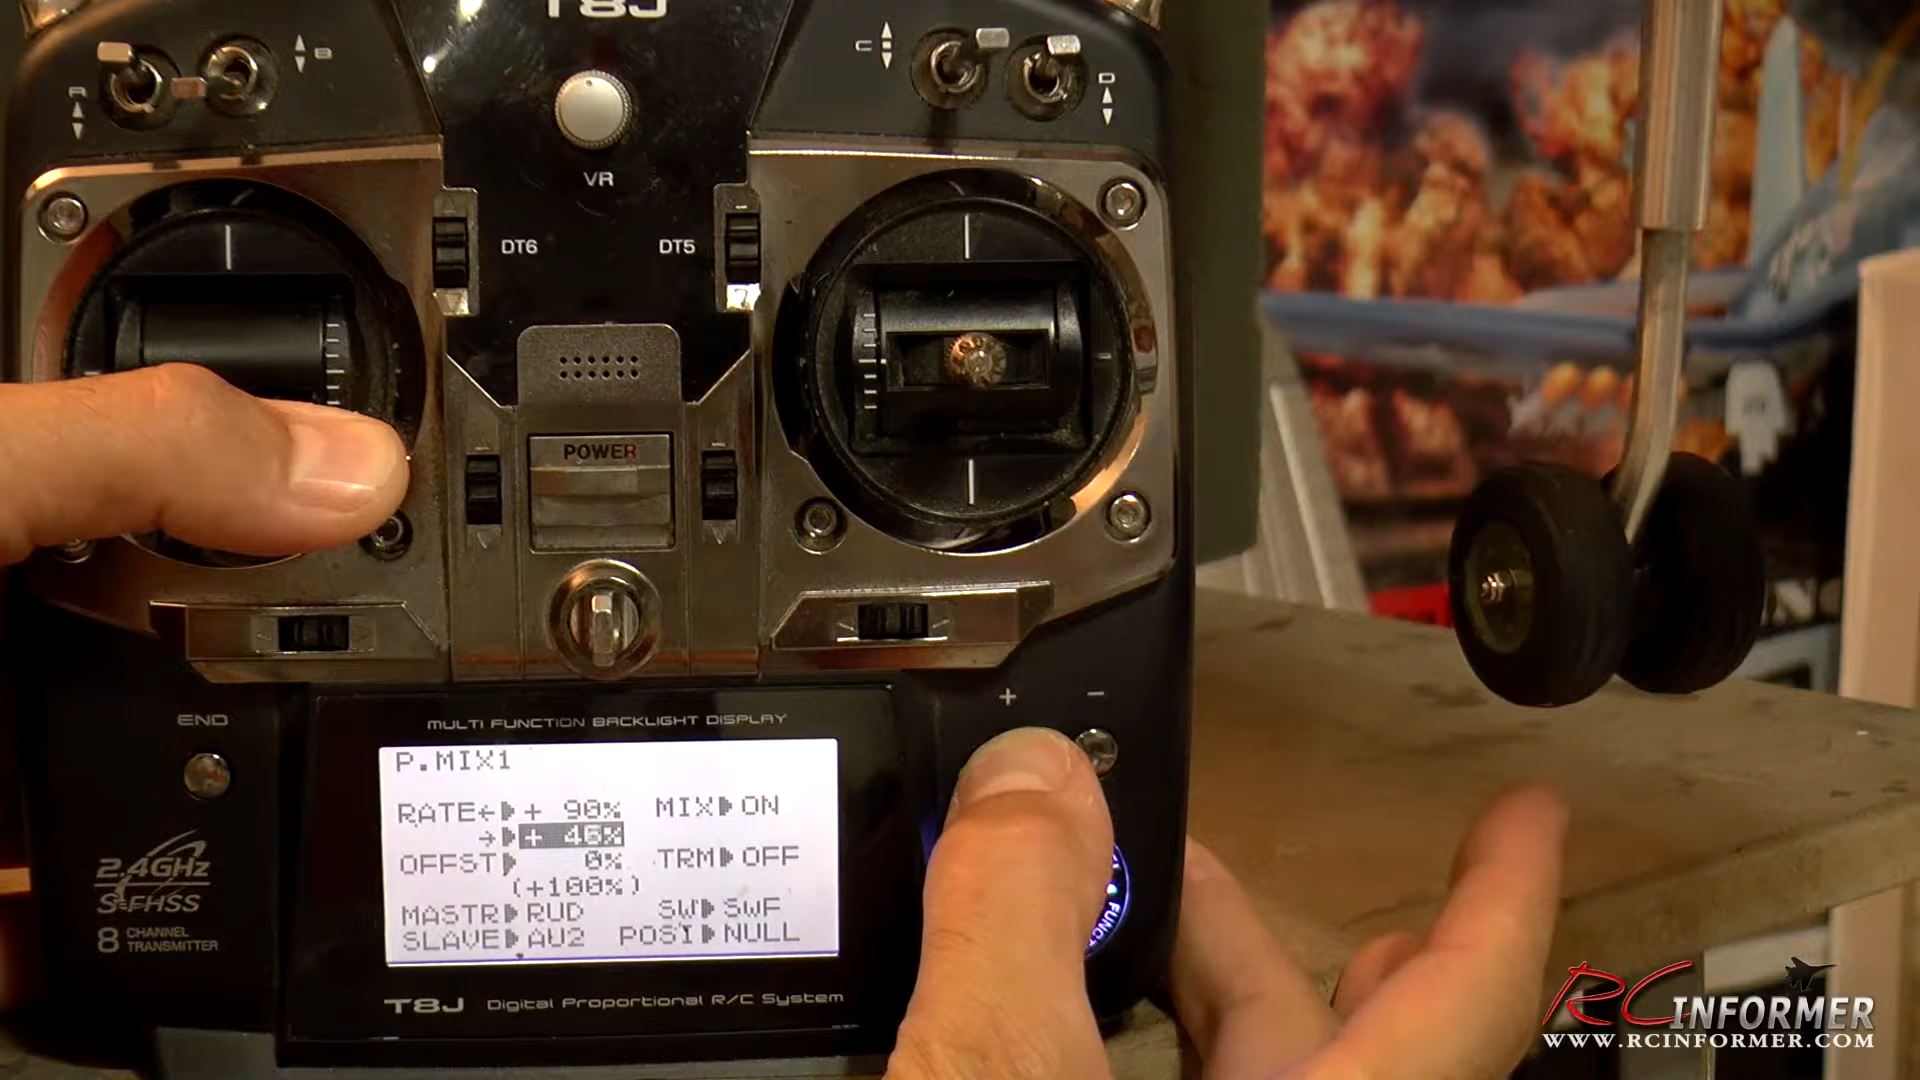 T8J
A
B
C
D
VR
DT6
DT5
POWER
+ -
END
MULTI FUNCTION BACKLIGHT DISPLAY
P.MIX1
RATE← + 90% MIX ON
→ + 46%
OFFST 0% TRM OFF
(+100%)
MASTR RUD SW SwF
SLAVE AU2 POSI NULL
2.4GHz
S-FHSS
8 CHANNEL
TRANSMITTER
T8J Digital Proportional R/C System
RC INFORMER
WWW.RCINFORMER.COM